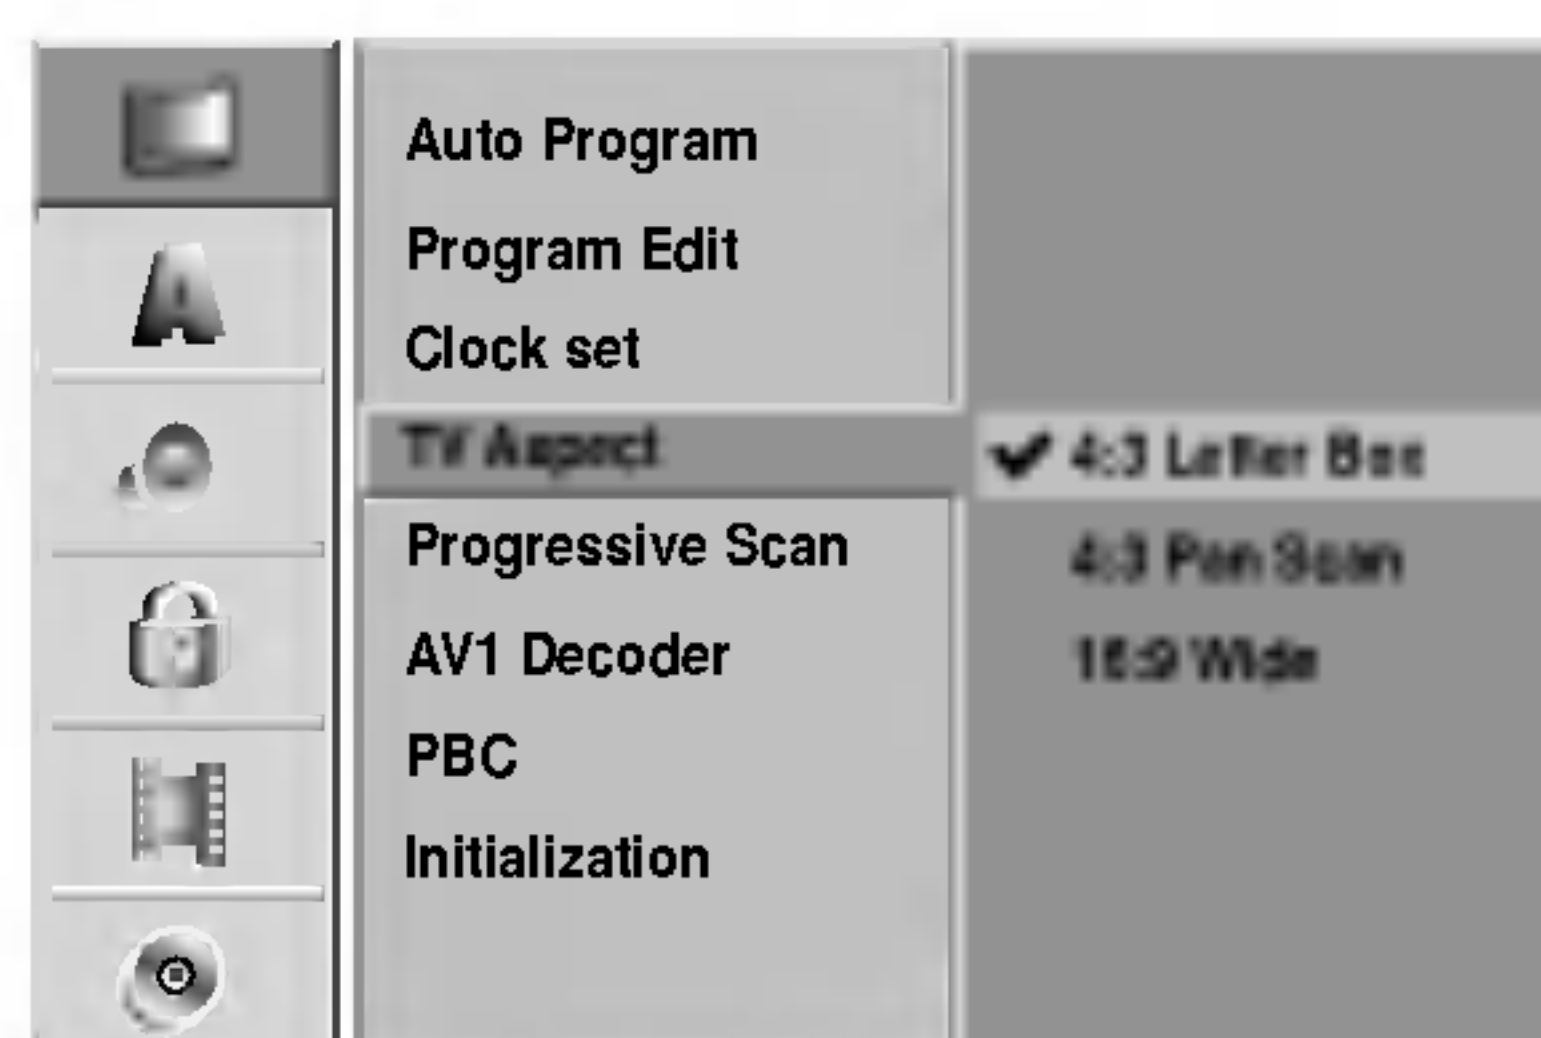 Auto Program
Program Edit
Clock set
TV Aspect
4:3 Letter Box
4:3 Pan Scan
16:9 Wide
Progressive Scan
AV1 Decoder
PBC
Initialization